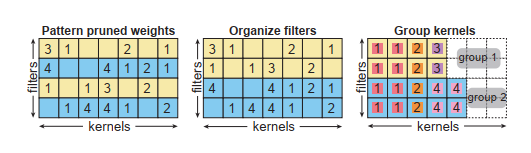 Pattern pruned weights
filters
3 1 2 1
4 4 1 2 1
1 1 3 2
1 4 4 1 2
kernels
Organize filters
filters
3 1 2 1
1 1 3 2
4 4 1 2 1
1 4 4 1 2
kernels
Group kernels
filters
1 1 2 3
group 1
1 1 2 3
1 1 2 4 4
group 2
1 1 2 4 4
kernels